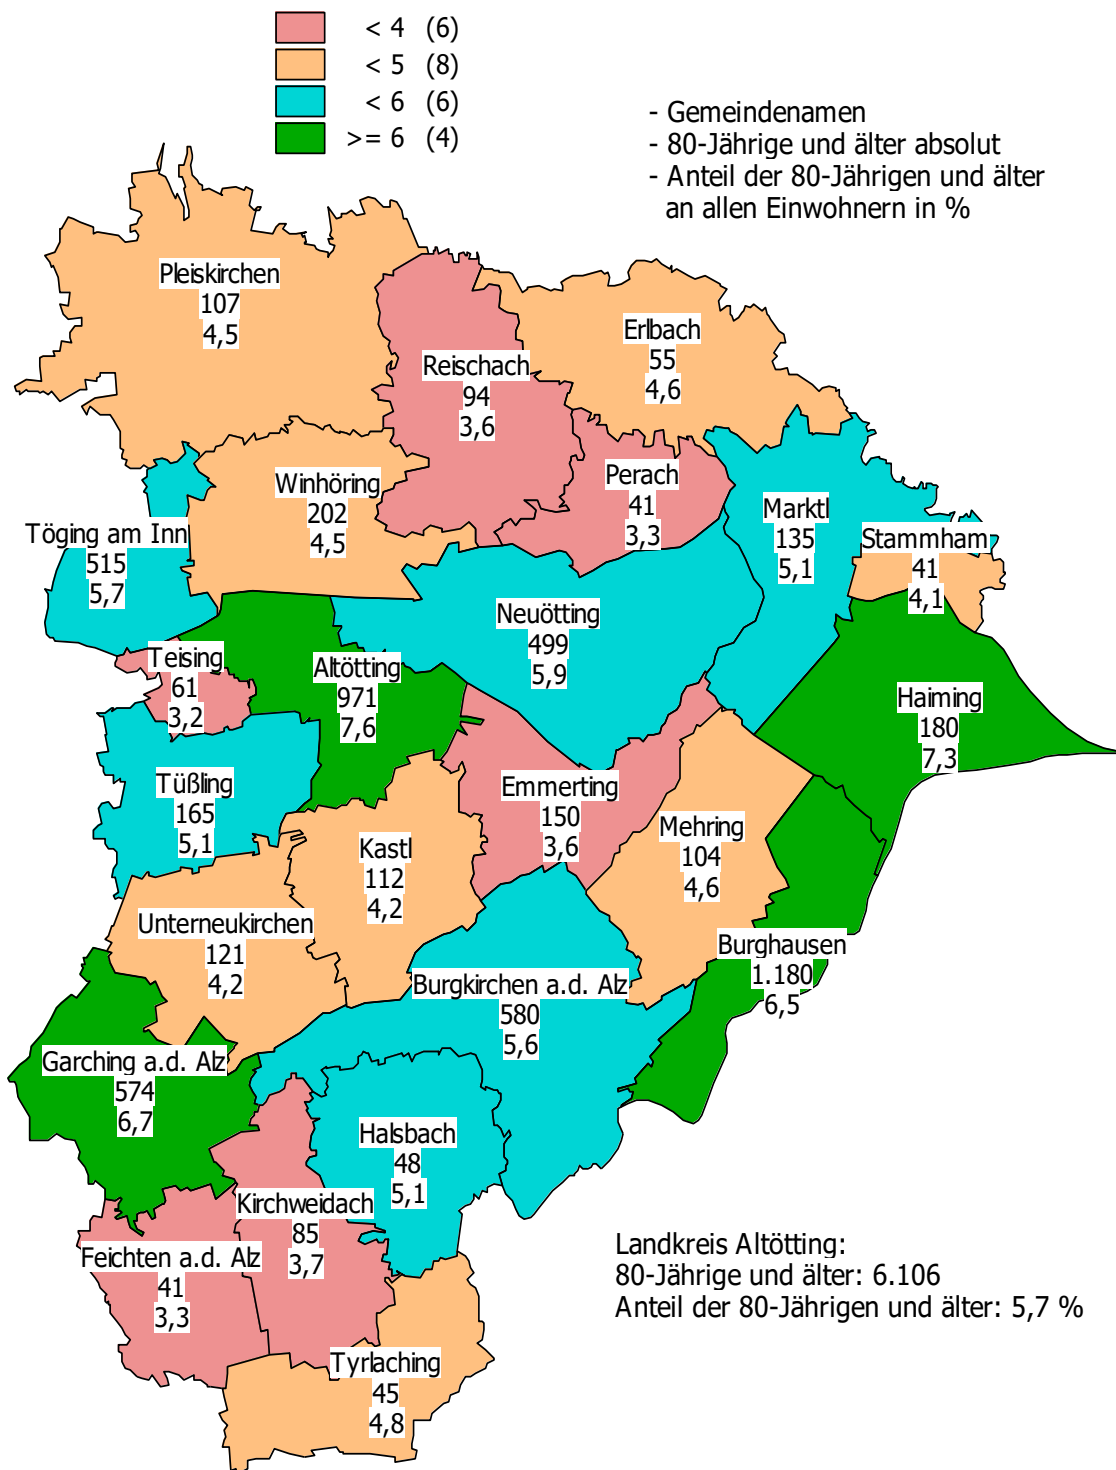 < 4 (6)
< 5 (8)
< 6 (6)
>= 6 (4)
- Gemeindenamen
- 80-Jährige und älter absolut
- Anteil der 80-Jährigen und älter
an allen Einwohnern in %
Pleiskirchen
107
4,5
Erlbach
55
4,6
Reischach
94
3,6
Perach
41
3,3
Winhöring
202
4,5
Marktl
135
5,1
Töging am Inn
515
5,7
Stammham
41
4,1
Neuötting
499
5,9
Teising
61
3,2
Altötting
971
7,6
Haiming
180
7,3
Tüßling
165
5,1
Emmerting
150
3,6
Mehring
104
4,6
Kastl
112
4,2
Unterneukirchen
121
4,2
Burghausen
1.180
6,5
Burgkirchen a.d. Alz
580
5,6
Garching a.d. Alz
574
6,7
Halsbach
48
5,1
Kirchweidach
85
3,7
Feichten a.d. Alz
41
3,3
Tyrlaching
45
4,8
Landkreis Altötting:
80-Jährige und älter: 6.106
Anteil der 80-Jährigen und älter: 5,7 %